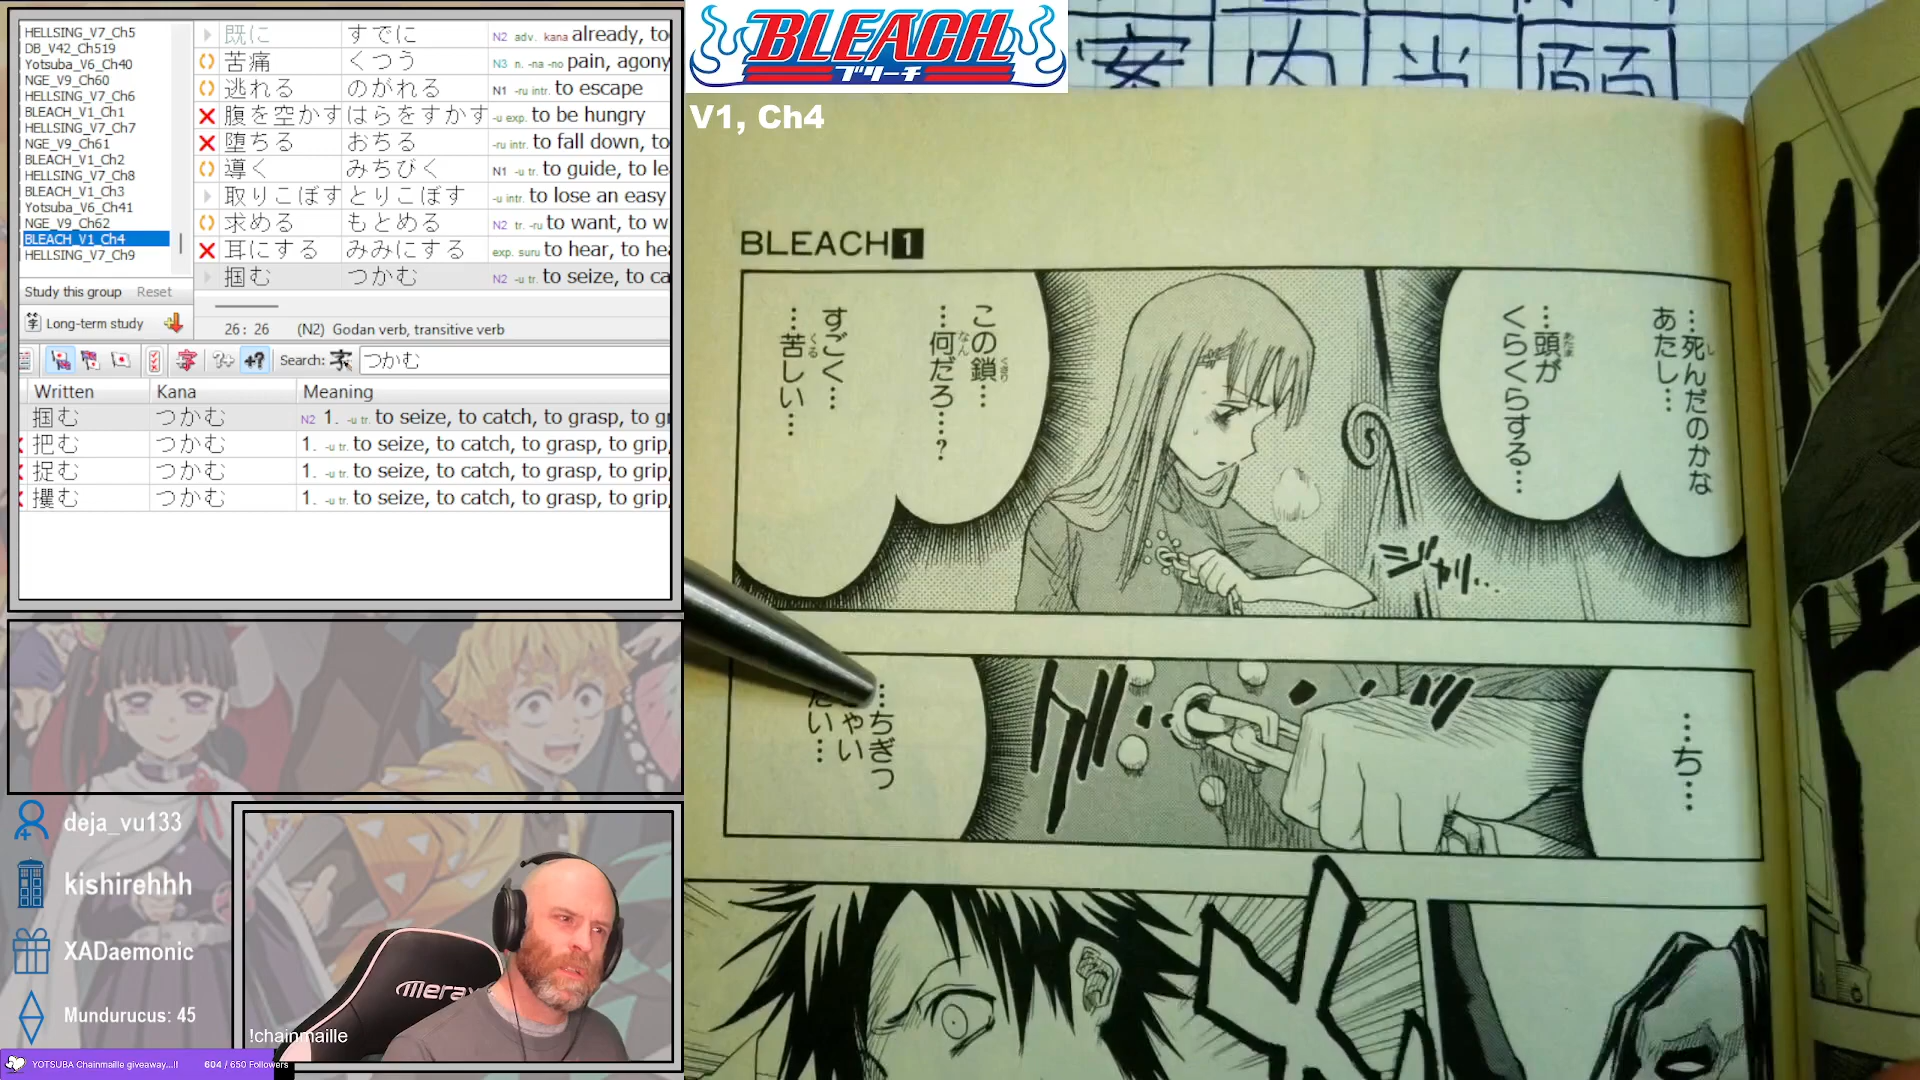 HELLSING_V7_Ch5
DB_V42_Ch519
Yotsuba_V6_Ch40
NGE_V9_Ch60
HELLSING_V7_Ch6
BLEACH_V1_Ch1
HELLSING_V7_Ch7
NGE_V9_Ch61
BLEACH_V1_Ch2
HELLSING_V7_Ch8
BLEACH_V1_Ch3
Yotsuba_V6_Ch41
NGE_V9_Ch62
BLEACH_V1_Ch4
HELLSING_V7_Ch9
Study this group Reset
Long-term study
既に すでに N2 adv. kana already, to
苦痛 くつう N3 n. -na -no pain, agony
逃れる のがれる N1 -ru intr. to escape
腹を空かす はらをすかす -u exp. to be hungry
堕ちる おちる -ru intr. to fall down, to
導く みちびく N1 -u tr. to guide, to le
取りこぼす とりこぼす -u intr. to lose an easy
求める もとめる N2 tr. -ru to want, to w
耳にする みみにする exp. suru to hear, to hea
掴む つかむ N2 -u tr. to seize, to ca
26: 26 (N2) Godan verb, transitive verb
Search: つかむ
Written Kana Meaning
掴む つかむ N2 1. -u tr. to seize, to catch, to grasp, to gr
把む つかむ 1. -u tr. to seize, to catch, to grasp, to grip,
捉む つかむ 1. -u tr. to seize, to catch, to grasp, to grip,
攫む つかむ 1. -u tr. to seize, to catch, to grasp, to grip,
deja_vu133
kishirehhh
XADaemonic
Mundurucus: 45
YOTSUBA Chainmaille giveaway...!! 604 / 650 Followers
meraX
!chainmaille
BLEACH
ブリーチ
V1, Ch4
案内当願
BLEACH1
…死んだのかな
あたし…
…頭が
くらくらする…
この鎖…
…何だろ…?
すごく…
…苦しい…
ジャリ…
…ち…
グッ
…ちぎっ
ゃい
たい…